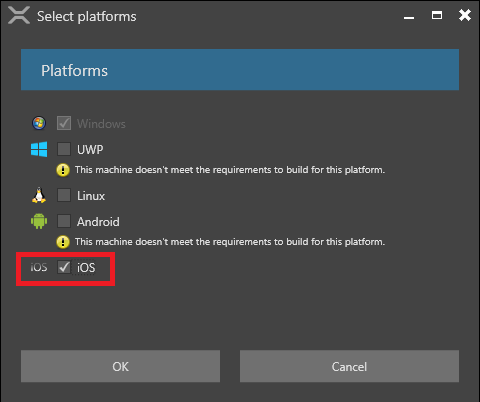 Select platforms
Platforms
Windows
UWP
This machine doesn't meet the requirements to build for this platform.
Linux
Android
This machine doesn't meet the requirements to build for this platform.
iOS iOS
OK Cancel